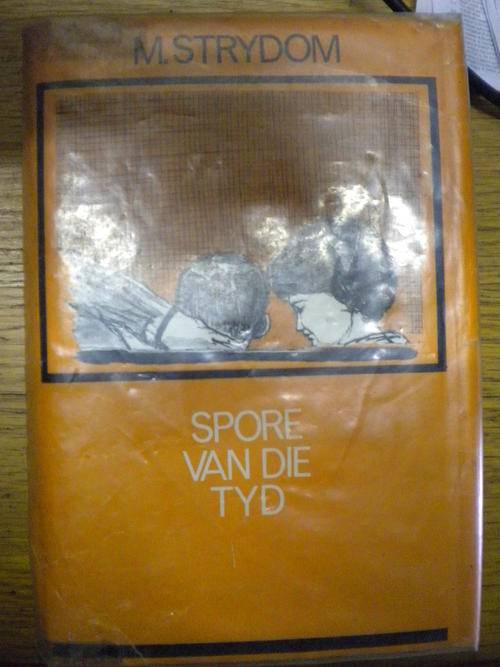 M. STRYDOM
SPORE
VAN DIE
TYD